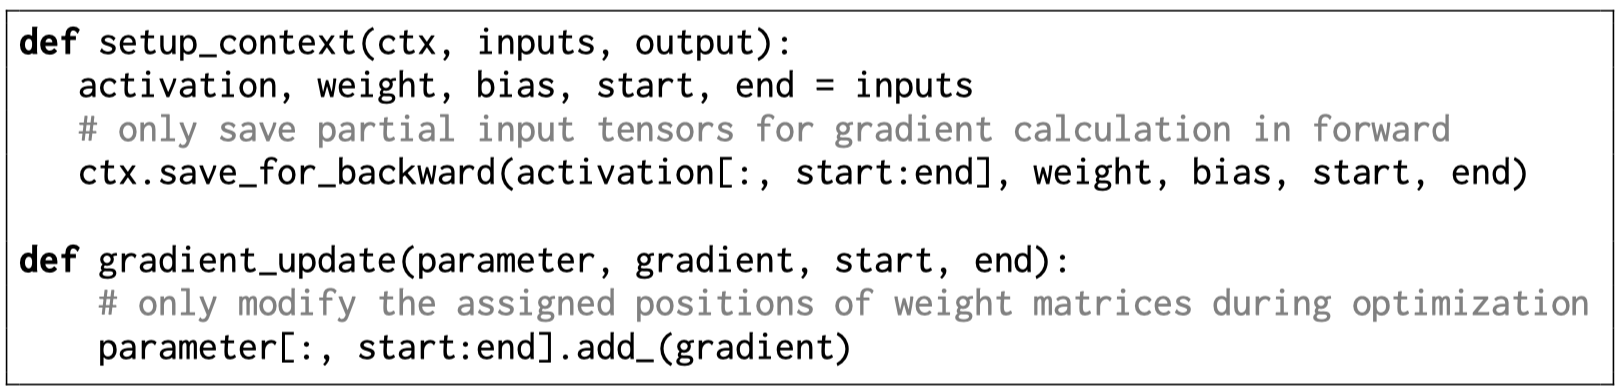 def setup_context(ctx, inputs, output):
activation, weight, bias, start, end = inputs
# only save partial input tensors for gradient calculation in forward
ctx.save_for_backward(activation[:, start:end], weight, bias, start, end)
def gradient_update(parameter, gradient, start, end):
# only modify the assigned positions of weight matrices during optimization
parameter[:, start:end].add_(gradient)